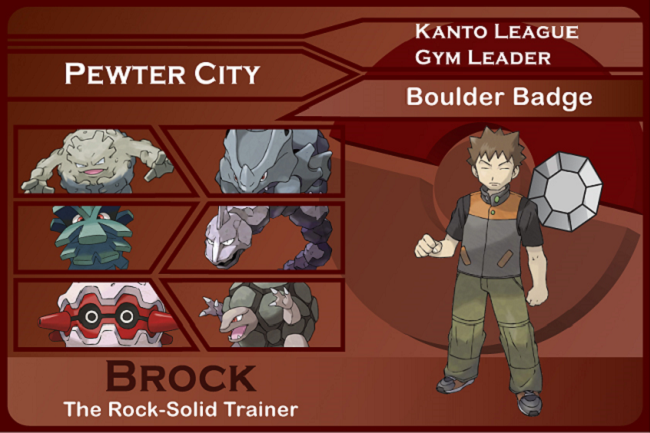 Pewter City
Kanto League
Gym Leader
Boulder Badge
Brock
The Rock-Solid Trainer